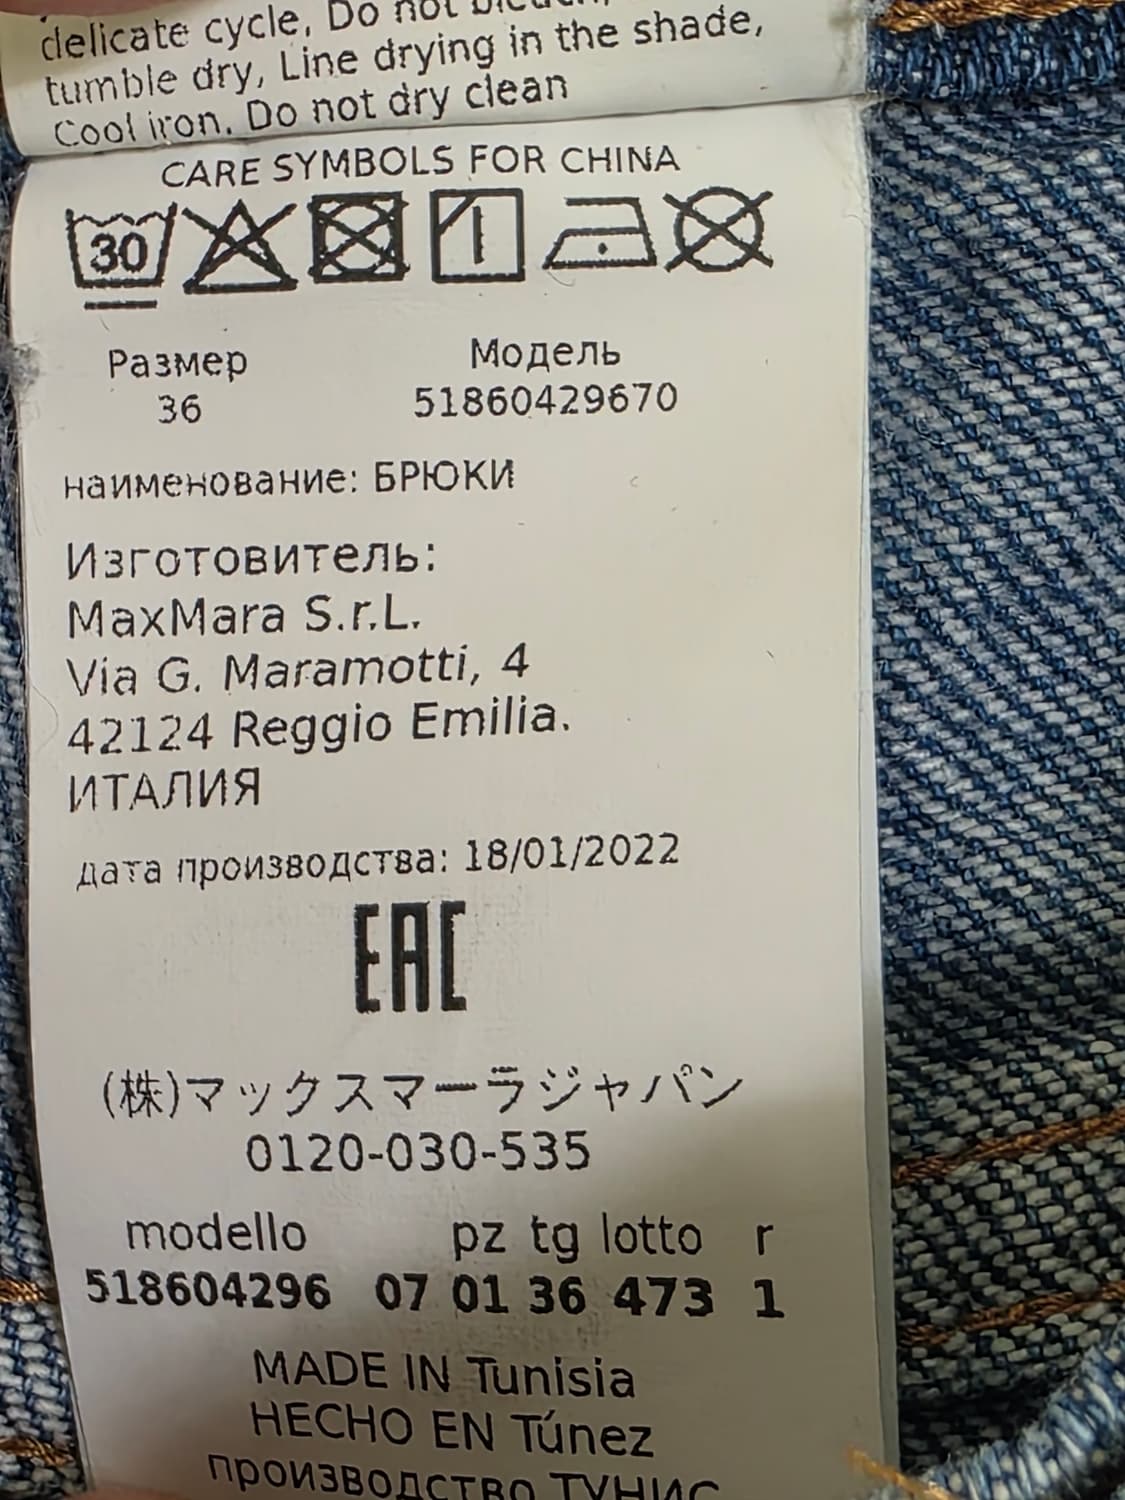 delicate cycle, Do not bleach,
tumble dry, Line drying in the shade,
Cool iron. Do not dry clean
CARE SYMBOLS FOR CHINA
30
Размер Модель
36 51860429670
наименование: БРЮКИ
Изготовитель:
MaxMara S.r.L.
Via G. Maramotti, 4
42124 Reggio Emilia.
ИТАЛИЯ
дата производства: 18/01/2022
EAC
(株)マックスマーラジャパン
0120-030-535
modello pz tg lotto r
518604296 07 01 36 473 1
MADE IN Tunisia
HECHO EN Túnez
производство ТУНИС